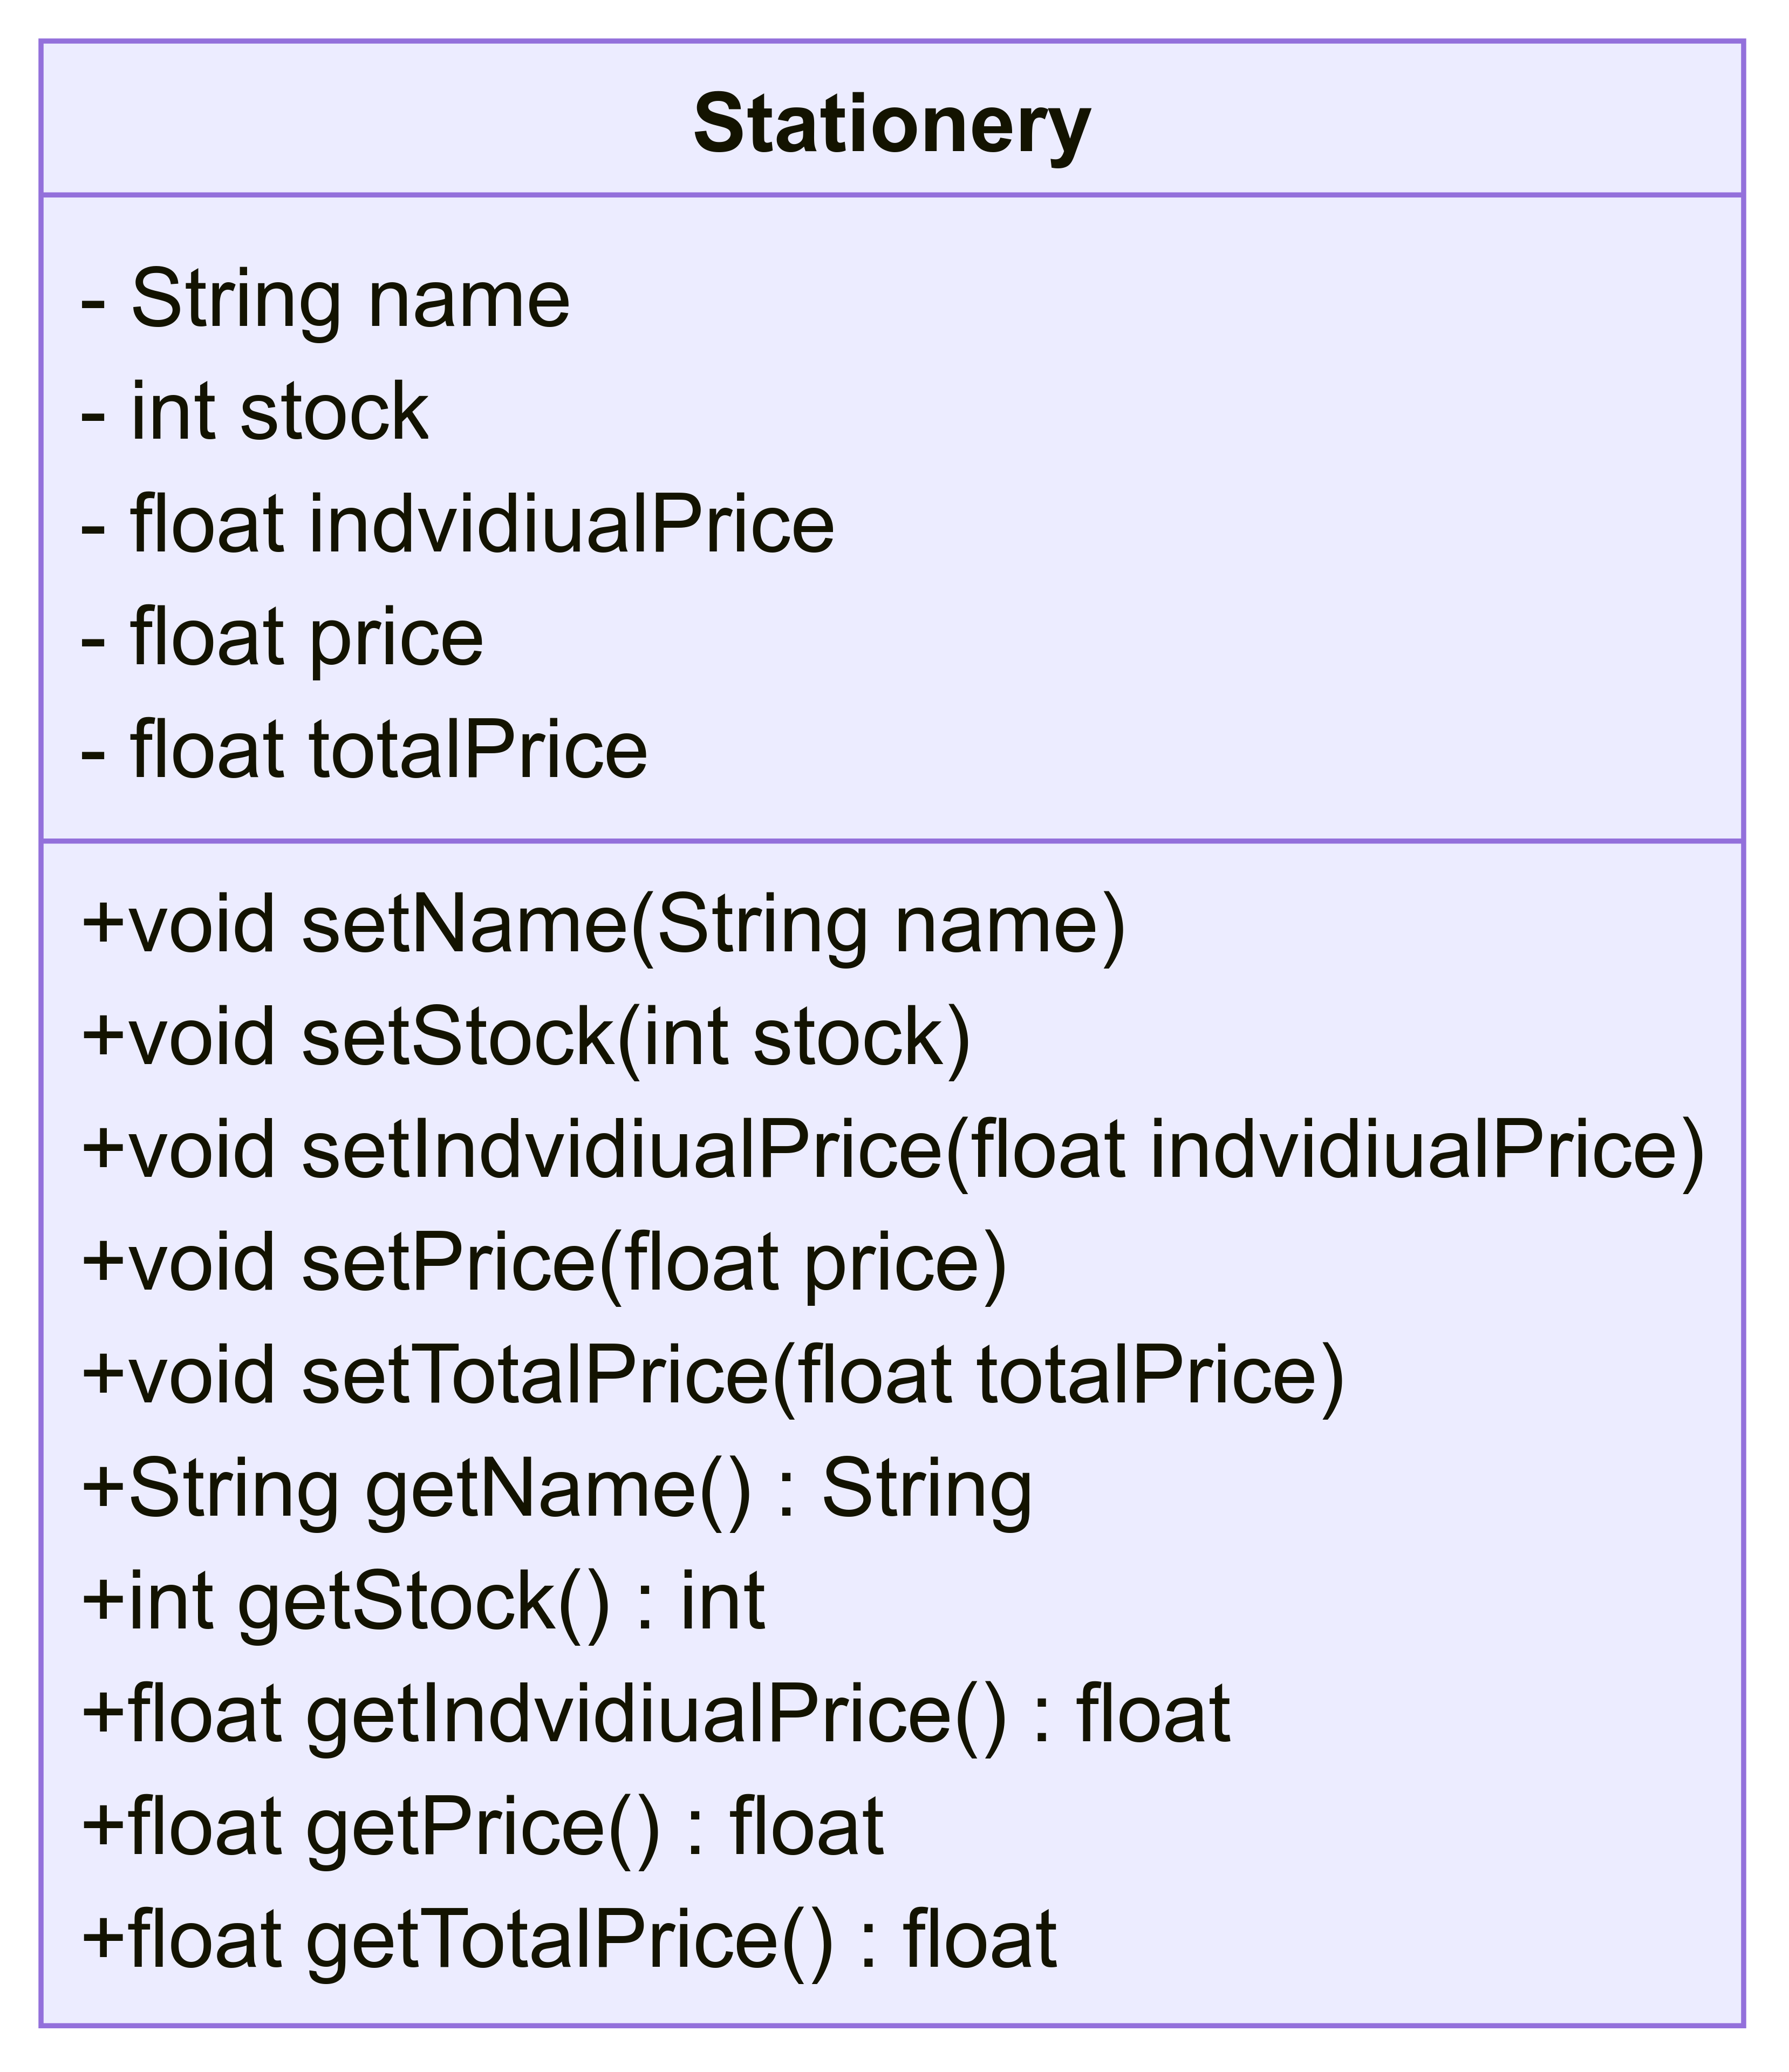 Stationery
- String name
- int stock
- float indvidiualPrice
- float price
- float totalPrice
+void setName(String name)
+void setStock(int stock)
+void setIndvidiualPrice(float indvidiualPrice)
+void setPrice(float price)
+void setTotalPrice(float totalPrice)
+String getName() : String
+int getStock() : int
+float getIndvidiualPrice() : float
+float getPrice() : float
+float getTotalPrice() : float